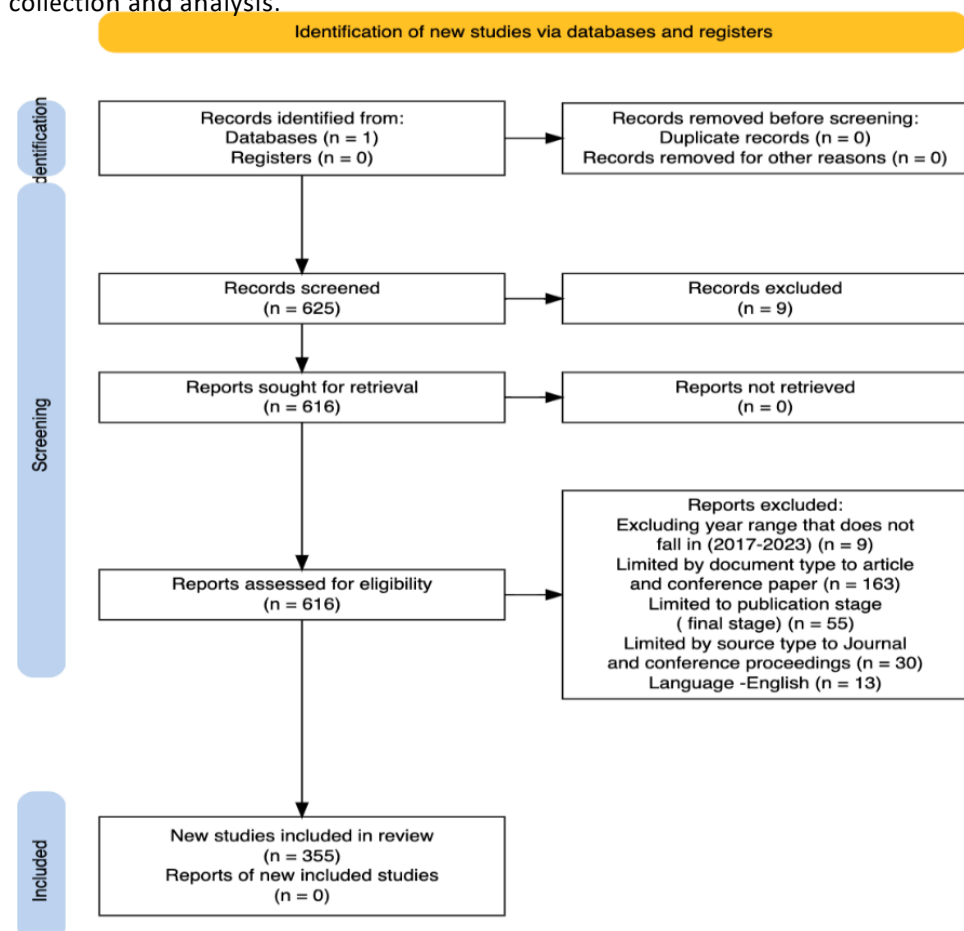 collection and analysis.
Identification of new studies via databases and registers
Identification
Records identified from:
Databases (n = 1)
Registers (n = 0)
Records removed before screening:
Duplicate records (n = 0)
Records removed for other reasons (n = 0)
Screening
Records screened
(n = 625)
Records excluded
(n = 9)
Reports sought for retrieval
(n = 616)
Reports not retrieved
(n = 0)
Reports assessed for eligibility
(n = 616)
Reports excluded:
Excluding year range that does not
fall in (2017-2023) (n = 9)
Limited by document type to article
and conference paper (n = 163)
Limited to publication stage
( final stage) (n = 55)
Limited by source type to Journal
and conference proceedings (n = 30)
Language -English (n = 13)
Included
New studies included in review
(n = 355)
Reports of new included studies
(n = 0)